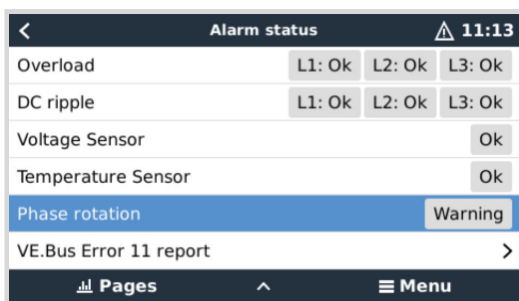 Alarm status 11:13
Overload L1: Ok L2: Ok L3: Ok
DC ripple L1: Ok L2: Ok L3: Ok
Voltage Sensor Ok
Temperature Sensor Ok
Phase rotation Warning
VE.Bus Error 11 report
Pages Menu